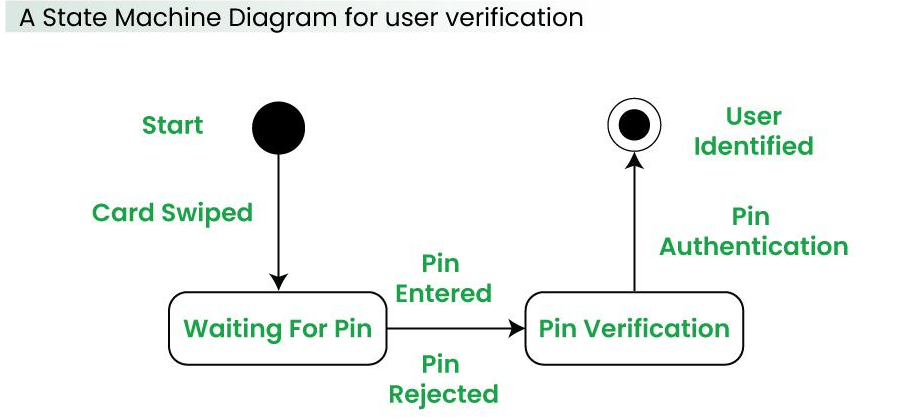 A State Machine Diagram for user verification
Start
User
Identified
Card Swiped
Pin
Authentication
Pin
Entered
Waiting For Pin
Pin Verification
Pin
Rejected